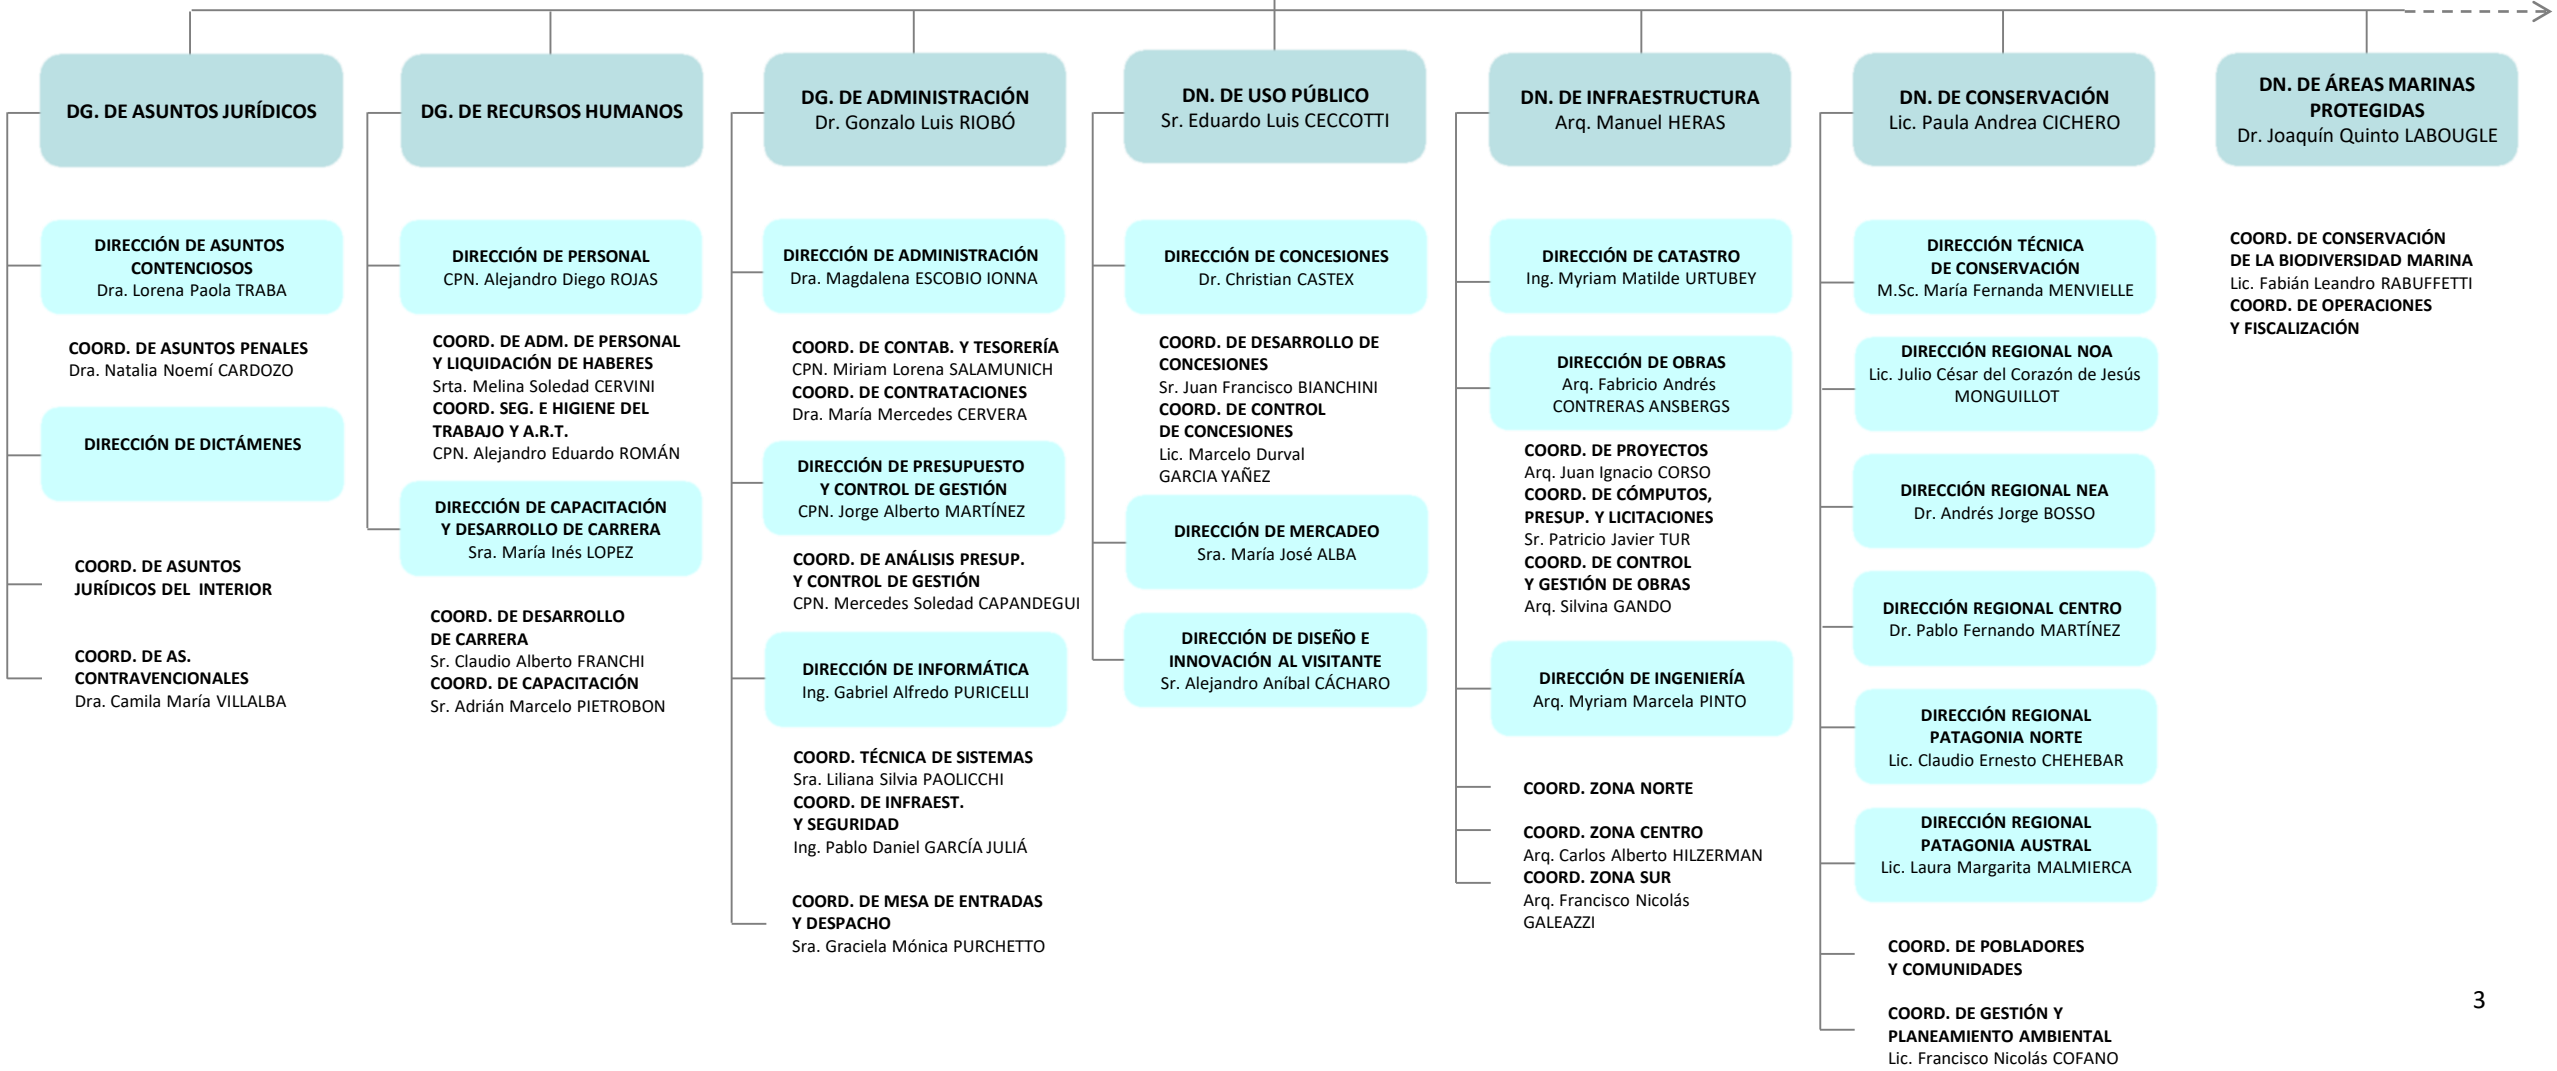 DG. DE ASUNTOS JURÍDICOS
DIRECCIÓN DE ASUNTOS
CONTENCIOSOS
Dra. Lorena Paola TRABA
COORD. DE ASUNTOS PENALES
Dra. Natalia Noemí CARDOZO
DIRECCIÓN DE DICTÁMENES
COORD. DE ASUNTOS
JURÍDICOS DEL INTERIOR
COORD. DE AS.
CONTRAVENCIONALES
Dra. Camila María VILLALBA
DG. DE RECURSOS HUMANOS
DIRECCIÓN DE PERSONAL
CPN. Alejandro Diego ROJAS
COORD. DE ADM. DE PERSONAL
Y LIQUIDACIÓN DE HABERES
Srta. Melina Soledad CERVINI
COORD. SEG. E HIGIENE DEL
TRABAJO Y A.R.T.
CPN. Alejandro Eduardo ROMÁN
DIRECCIÓN DE CAPACITACIÓN
Y DESARROLLO DE CARRERA
Sra. María Inés LOPEZ
COORD. DE DESARROLLO
DE CARRERA
Sr. Claudio Alberto FRANCHI
COORD. DE CAPACITACIÓN
Sr. Adrián Marcelo PIETROBON
DG. DE ADMINISTRACIÓN
Dr. Gonzalo Luis RIOBÓ
DIRECCIÓN DE ADMINISTRACIÓN
Dra. Magdalena ESCOBIO IONNA
COORD. DE CONTAB. Y TESORERÍA
CPN. Miriam Lorena SALAMUNICH
COORD. DE CONTRATACIONES
Dra. María Mercedes CERVERA
DIRECCIÓN DE PRESUPUESTO
Y CONTROL DE GESTIÓN
CPN. Jorge Alberto MARTÍNEZ
COORD. DE ANÁLISIS PRESUP.
Y CONTROL DE GESTIÓN
CPN. Mercedes Soledad CAPANDEGUI
DIRECCIÓN DE INFORMÁTICA
Ing. Gabriel Alfredo PURICELLI
COORD. TÉCNICA DE SISTEMAS
Sra. Liliana Silvia PAOLICCHI
COORD. DE INFRAEST.
Y SEGURIDAD
Ing. Pablo Daniel GARCÍA JULIÁ
COORD. DE MESA DE ENTRADAS
Y DESPACHO
Sra. Graciela Mónica PURCHETTO
DN. DE USO PÚBLICO
Sr. Eduardo Luis CECCOTTI
DIRECCIÓN DE CONCESIONES
Dr. Christian CASTEX
COORD. DE DESARROLLO DE
CONCESIONES
Sr. Juan Francisco BIANCHINI
COORD. DE CONTROL
DE CONCESIONES
Lic. Marcelo Durval
GARCIA YAÑEZ
DIRECCIÓN DE MERCADEO
Sra. María José ALBA
DIRECCIÓN DE DISEÑO E
INNOVACIÓN AL VISITANTE
Sr. Alejandro Aníbal CÁCHARO
DN. DE INFRAESTRUCTURA
Arq. Manuel HERAS
DIRECCIÓN DE CATASTRO
Ing. Myriam Matilde URTUBEY
DIRECCIÓN DE OBRAS
Arq. Fabricio Andrés
CONTRERAS ANSBERGS
COORD. DE PROYECTOS
Arq. Juan Ignacio CORSO
COORD. DE CÓMPUTOS,
PRESUP. Y LICITACIONES
Sr. Patricio Javier TUR
COORD. DE CONTROL
Y GESTIÓN DE OBRAS
Arq. Silvina GANDO
DIRECCIÓN DE INGENIERÍA
Arq. Myriam Marcela PINTO
COORD. ZONA NORTE
COORD. ZONA CENTRO
Arq. Carlos Alberto HILZERMAN
COORD. ZONA SUR
Arq. Francisco Nicolás
GALEAZZI
DN. DE CONSERVACIÓN
Lic. Paula Andrea CICHERO
DIRECCIÓN TÉCNICA
DE CONSERVACIÓN
M.Sc. María Fernanda MENVIELLE
DIRECCIÓN REGIONAL NOA
Lic. Julio César del Corazón de Jesús
MONGUILLOT
DIRECCIÓN REGIONAL NEA
Dr. Andrés Jorge BOSSO
DIRECCIÓN REGIONAL CENTRO
Dr. Pablo Fernando MARTÍNEZ
DIRECCIÓN REGIONAL
PATAGONIA NORTE
Lic. Claudio Ernesto CHEHEBAR
DIRECCIÓN REGIONAL
PATAGONIA AUSTRAL
Lic. Laura Margarita MALMIERCA
COORD. DE POBLADORES
Y COMUNIDADES
COORD. DE GESTIÓN Y
PLANEAMIENTO AMBIENTAL
Lic. Francisco Nicolás COFANO
DN. DE ÁREAS MARINAS
PROTEGIDAS
Dr. Joaquín Quinto LABOUGLE
COORD. DE CONSERVACIÓN
DE LA BIODIVERSIDAD MARINA
Lic. Fabián Leandro RABUFFETTI
COORD. DE OPERACIONES
Y FISCALIZACIÓN
3